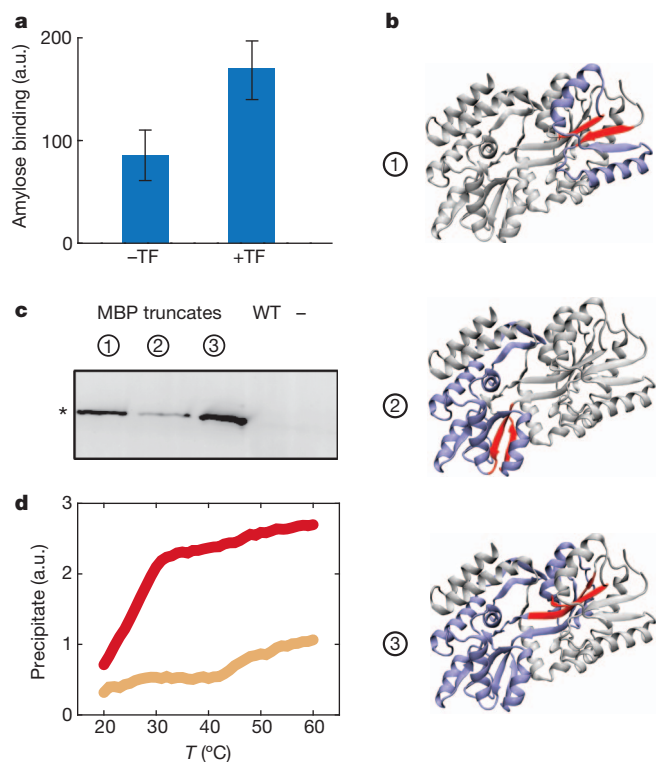 a
Amylose binding (a.u.)
200
100
0
–TF
+TF
b
1
2
3
c
MBP truncates
WT
–
1
2
3
*
d
Precipitate (a.u.)
3
2
1
0
20 30 40 50 60
T (ºC)